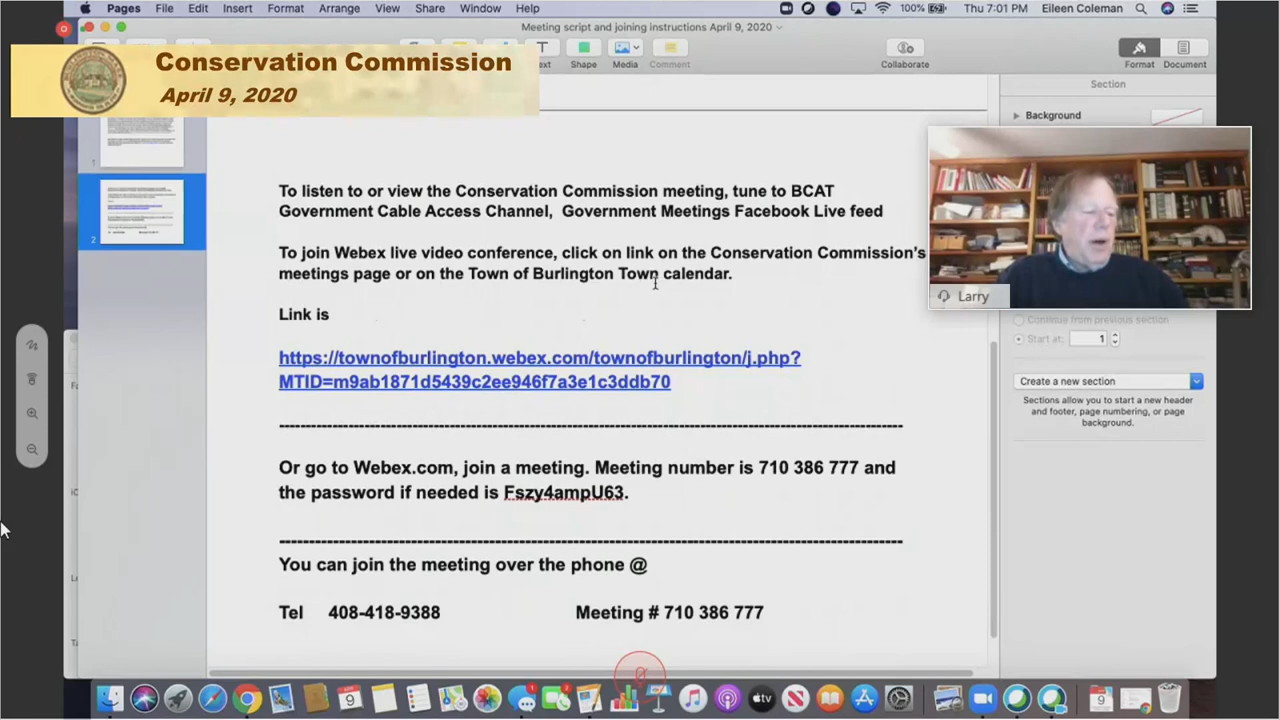 Pages File Edit Insert Format Arrange View Share Window Help 100% Thu 7:01 PM Eileen Coleman
Meeting script and joining instructions April 9, 2020
Conservation Commission
April 9, 2020
Shape Media Comment Collaborate Format Document
Section
Background
1
2
To listen to or view the Conservation Commission meeting, tune to BCAT
Government Cable Access Channel, Government Meetings Facebook Live feed
To join Webex live video conference, click on link on the Conservation Commission's
meetings page or on the Town of Burlington Town calendar.
Larry
Link is
Continue from previous section
Start at: 1
https://townofburlington.webex.com/townofburlington/j.php?
MTID=m9ab1871d5439c2ee946f7a3e1c3ddb70
Create a new section
Sections allow you to start a new header
and footer, page numbering, or page
background.
Or go to Webex.com, join a meeting. Meeting number is 710 386 777 and
the password if needed is Fszy4ampU63.
You can join the meeting over the phone @
Tel 408-418-9388 Meeting # 710 386 777